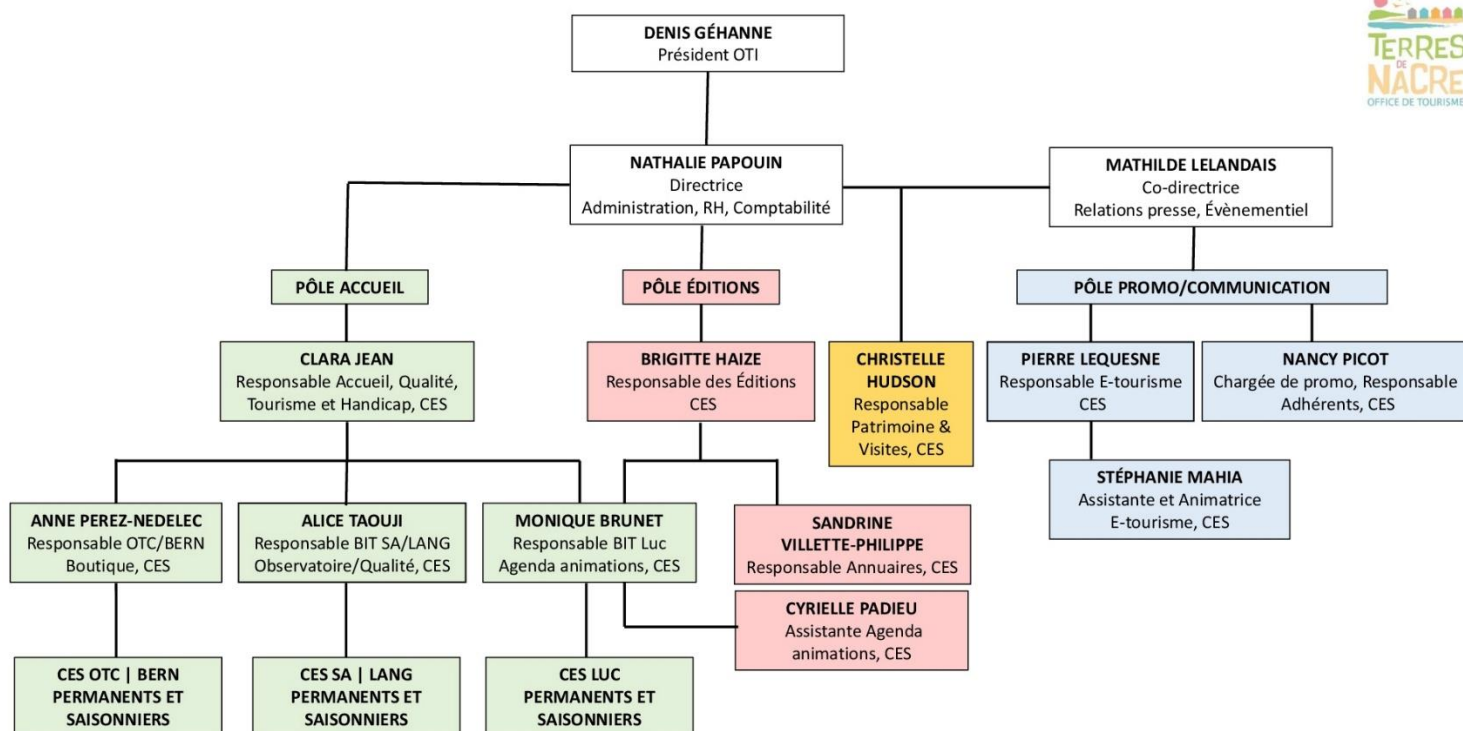 TERRES
DE
NACRE
OFFICE DE TOURISME
DENIS GÉHANNE
Président OTI
NATHALIE PAPOUIN
Directrice
Administration, RH, Comptabilité
MATHILDE LELANDAIS
Co-directrice
Relations presse, Évènementiel
PÔLE ACCUEIL
PÔLE ÉDITIONS
PÔLE PROMO/COMMUNICATION
CLARA JEAN
Responsable Accueil, Qualité,
Tourisme et Handicap, CES
BRIGITTE HAIZE
Responsable des Éditions
CES
CHRISTELLE
HUDSON
Responsable
Patrimoine &
Visites, CES
PIERRE LEQUESNE
Responsable E-tourisme
CES
NANCY PICOT
Chargée de promo, Responsable
Adhérents, CES
STÉPHANIE MAHIA
Assistante et Animatrice
E-tourisme, CES
ANNE PEREZ-NEDELEC
Responsable OTC/BERN
Boutique, CES
ALICE TAOUJI
Responsable BIT SA/LANG
Observatoire/Qualité, CES
MONIQUE BRUNET
Responsable BIT Luc
Agenda animations, CES
SANDRINE
VILLETTE-PHILIPPE
Responsable Annuaires, CES
CYRIELLE PADIEU
Assistante Agenda
animations, CES
CES OTC | BERN
PERMANENTS ET
SAISONNIERS
CES SA | LANG
PERMANENTS ET
SAISONNIERS
CES LUC
PERMANENTS ET
SAISONNIERS